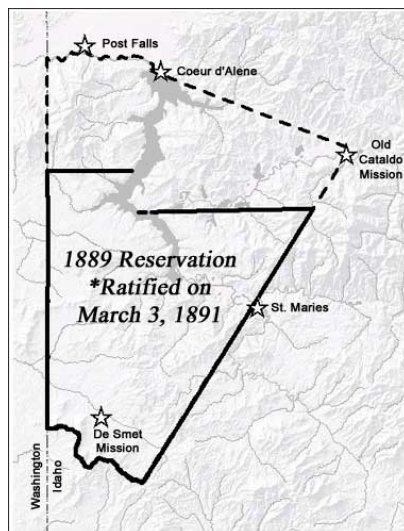 Post Falls
Coeur d'Alene
Old
Cataldo
Mission
1889 Reservation
*Ratified on
March 3, 1891
St. Maries
De Smet
Mission
Washington
Idaho